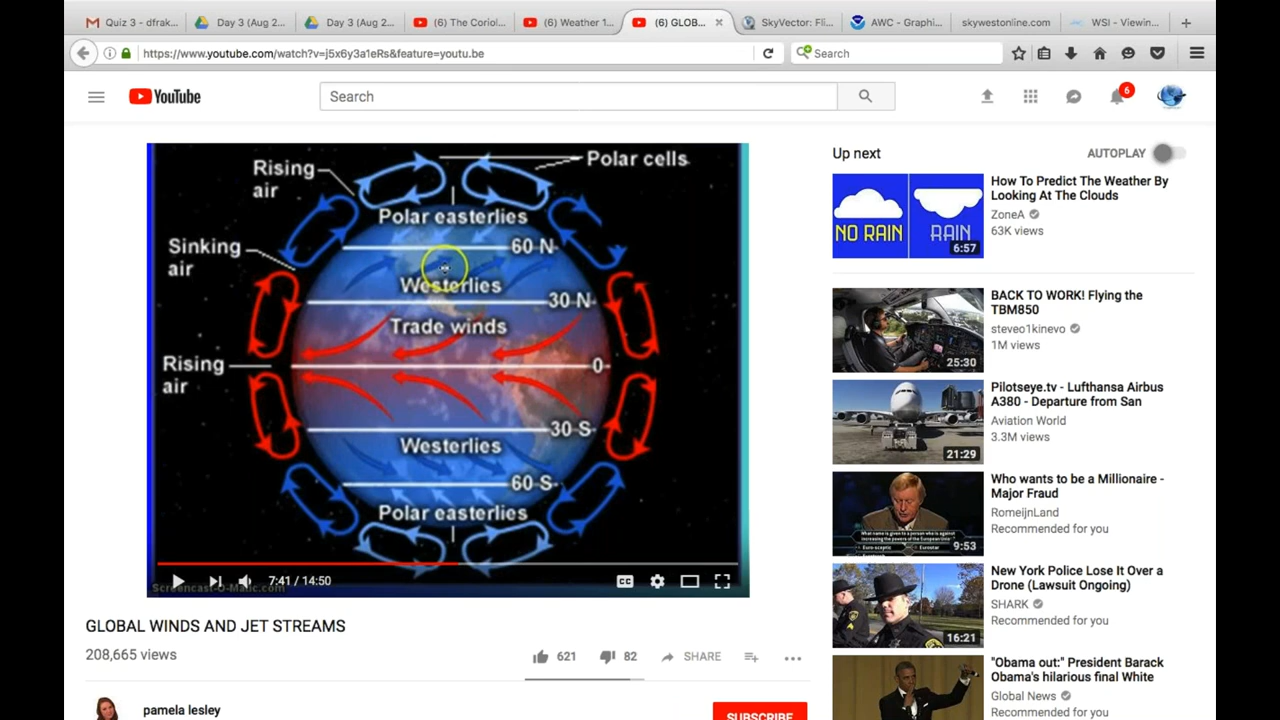 Quiz 3 - dfrak...
Day 3 (Aug 2...
Day 3 (Aug 2...
(6) The Coriol...
(6) Weather 1...
(6) GLOB...
SkyVector: Fli...
AWC - Graphi...
skywestonline.com
WSI - Viewin...
https://www.youtube.com/watch?v=j5x6y3a1eRs&feature=youtu.be
Search
YouTube
Search
6
Rising air
Polar cells
Polar easterlies
Sinking air
60 N
Westerlies
30 N
Trade winds
Rising air
0
30 S
Westerlies
60 S
Polar easterlies
7:41 / 14:50
CC
Screencast-O-Matic.com
GLOBAL WINDS AND JET STREAMS
208,665 views
621
82
SHARE
pamela lesley
SUBSCRIBE
Up next
AUTOPLAY
NO RAIN
RAIN
6:57
How To Predict The Weather By
Looking At The Clouds
ZoneA
63K views
25:30
BACK TO WORK! Flying the
TBM850
steveo1kinevo
1M views
21:29
Pilotseye.tv - Lufthansa Airbus
A380 - Departure from San
Aviation World
3.3M views
9:53
Who wants to be a Millionaire -
Major Fraud
RomeijnLand
Recommended for you
16:21
New York Police Lose It Over a
Drone (Lawsuit Ongoing)
SHARK
Recommended for you
"Obama out:" President Barack
Obama's hilarious final White
Global News
Recommended for you